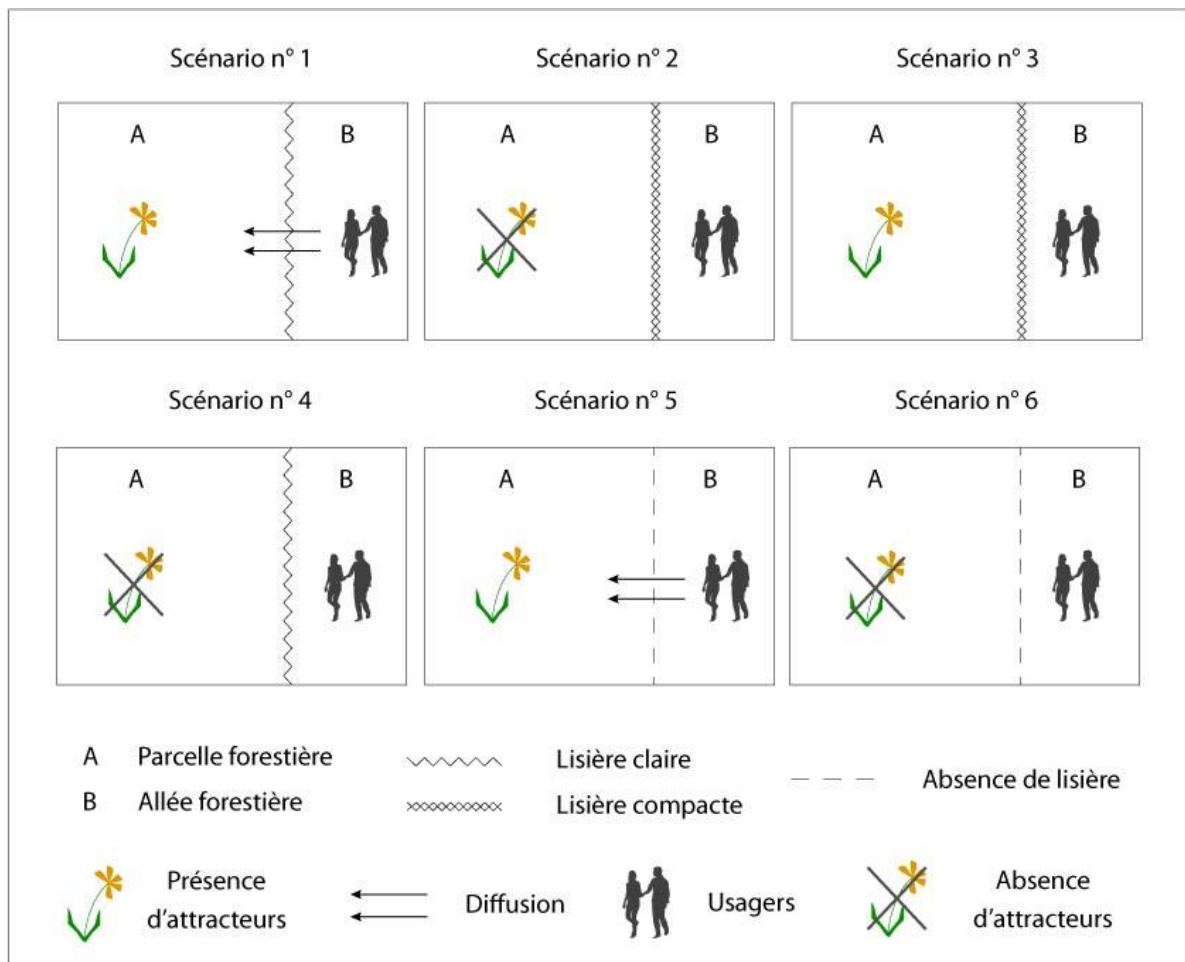 Scénario n° 1
Scénario n° 2
Scénario n° 3
A
B
A
B
A
B
Scénario n° 4
Scénario n° 5
Scénario n° 6
A
B
A
B
A
B
A Parcelle forestière
Lisière claire
Absence de lisière
B Allée forestière
Lisière compacte
Présence
d'attracteurs
Diffusion
Usagers
Absence
d'attracteurs